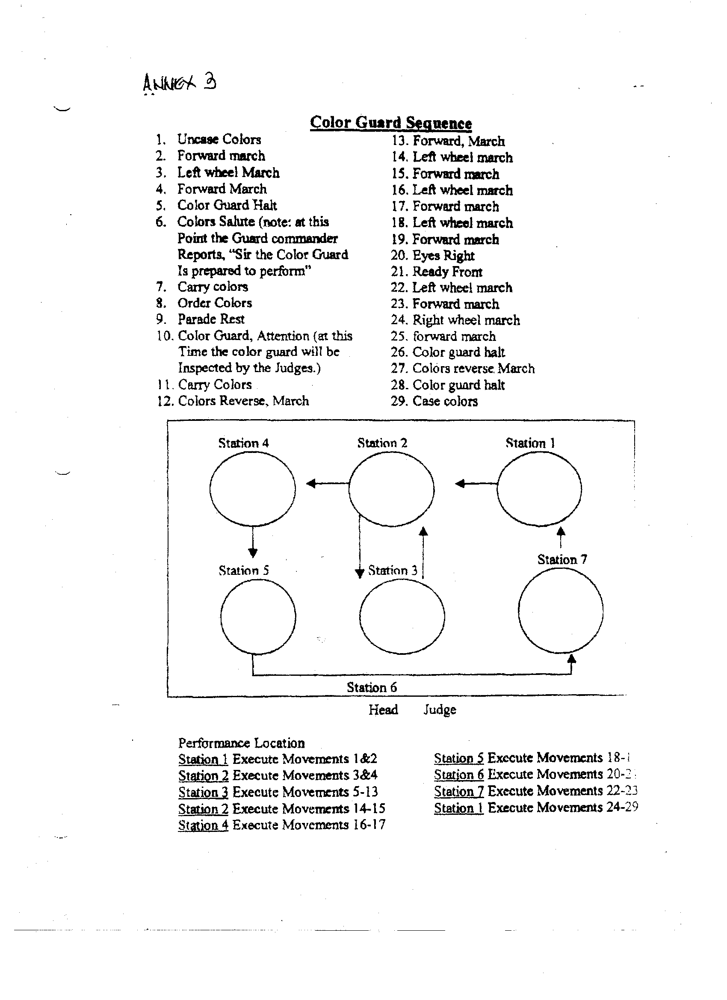 ANNEX 3
Color Guard Sequence
1. Uncase Colors
2. Forward march
3. Left wheel March
4. Forward March
5. Color Guard Halt
6. Colors Salute (note: at this
Point the Guard commander
Reports, “Sir the Color Guard
Is prepared to perform”
7. Carry colors
8. Order Colors
9. Parade Rest
10. Color Guard, Attention (at this
Time the color guard will be
Inspected by the Judges.)
11. Carry Colors
12. Colors Reverse, March
13. Forward, March
14. Left wheel march
15. Forward march
16. Left wheel march
17. Forward march
18. Left wheel march
19. Forward march
20. Eyes Right
21. Ready Front
22. Left wheel march
23. Forward march
24. Right wheel march
25. forward march
26. Color guard halt
27. Colors reverse March
28. Color guard halt
29. Case colors
Station 4
Station 2
Station 1
Station 5
Station 3
Station 7
Station 6
Head Judge
Performance Location
Station 1 Execute Movements 1&2
Station 2 Execute Movements 3&4
Station 3 Execute Movements 5-13
Station 2 Execute Movements 14-15
Station 4 Execute Movements 16-17
Station 5 Execute Movements
Station 6 Execute Movements
Station 7 Execute Movements 22-23
Station 1 Execute Movements 24-29